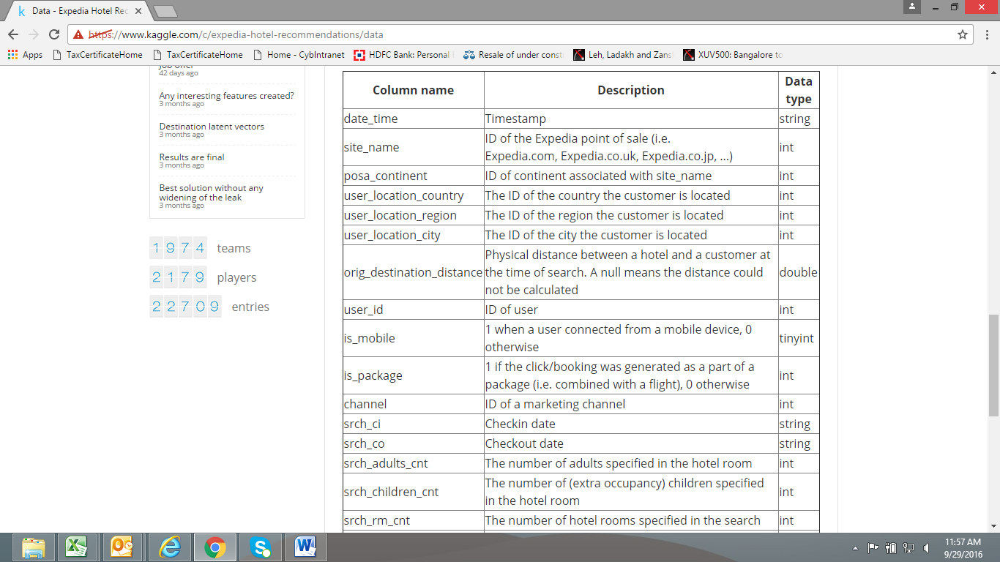 Data - Expedia Hotel Rec
https://www.kaggle.com/c/expedia-hotel-recommendations/data
Apps
TaxCertificateHome
TaxCertificateHome
Home - CybIntranet
HDFC Bank: Personal
Resale of under const
Leh, Ladakh and Zans
XUV500: Bangalore to
Job offer
42 days ago
Any interesting features created?
3 months ago
Destination latent vectors
3 months ago
Results are final
3 months ago
Best solution without any
widening of the leak
3 months ago
1974 teams
2179 players
22709 entries
Column name Description Data
type
date_time Timestamp string
site_name ID of the Expedia point of sale (i.e.
Expedia.com, Expedia.co.uk, Expedia.co.jp, ...) int
posa_continent ID of continent associated with site_name int
user_location_country The ID of the country the customer is located int
user_location_region The ID of the region the customer is located int
user_location_city The ID of the city the customer is located int
orig_destination_distance Physical distance between a hotel and a customer at
the time of search. A null means the distance could
not be calculated double
user_id ID of user int
is_mobile 1 when a user connected from a mobile device, 0
otherwise tinyint
is_package 1 if the click/booking was generated as a part of a
package (i.e. combined with a flight), 0 otherwise int
channel ID of a marketing channel int
srch_ci Checkin date string
srch_co Checkout date string
srch_adults_cnt The number of adults specified in the hotel room int
srch_children_cnt The number of (extra occupancy) children specified
in the hotel room int
srch_rm_cnt The number of hotel rooms specified in the search int
11:57 AM
9/29/2016